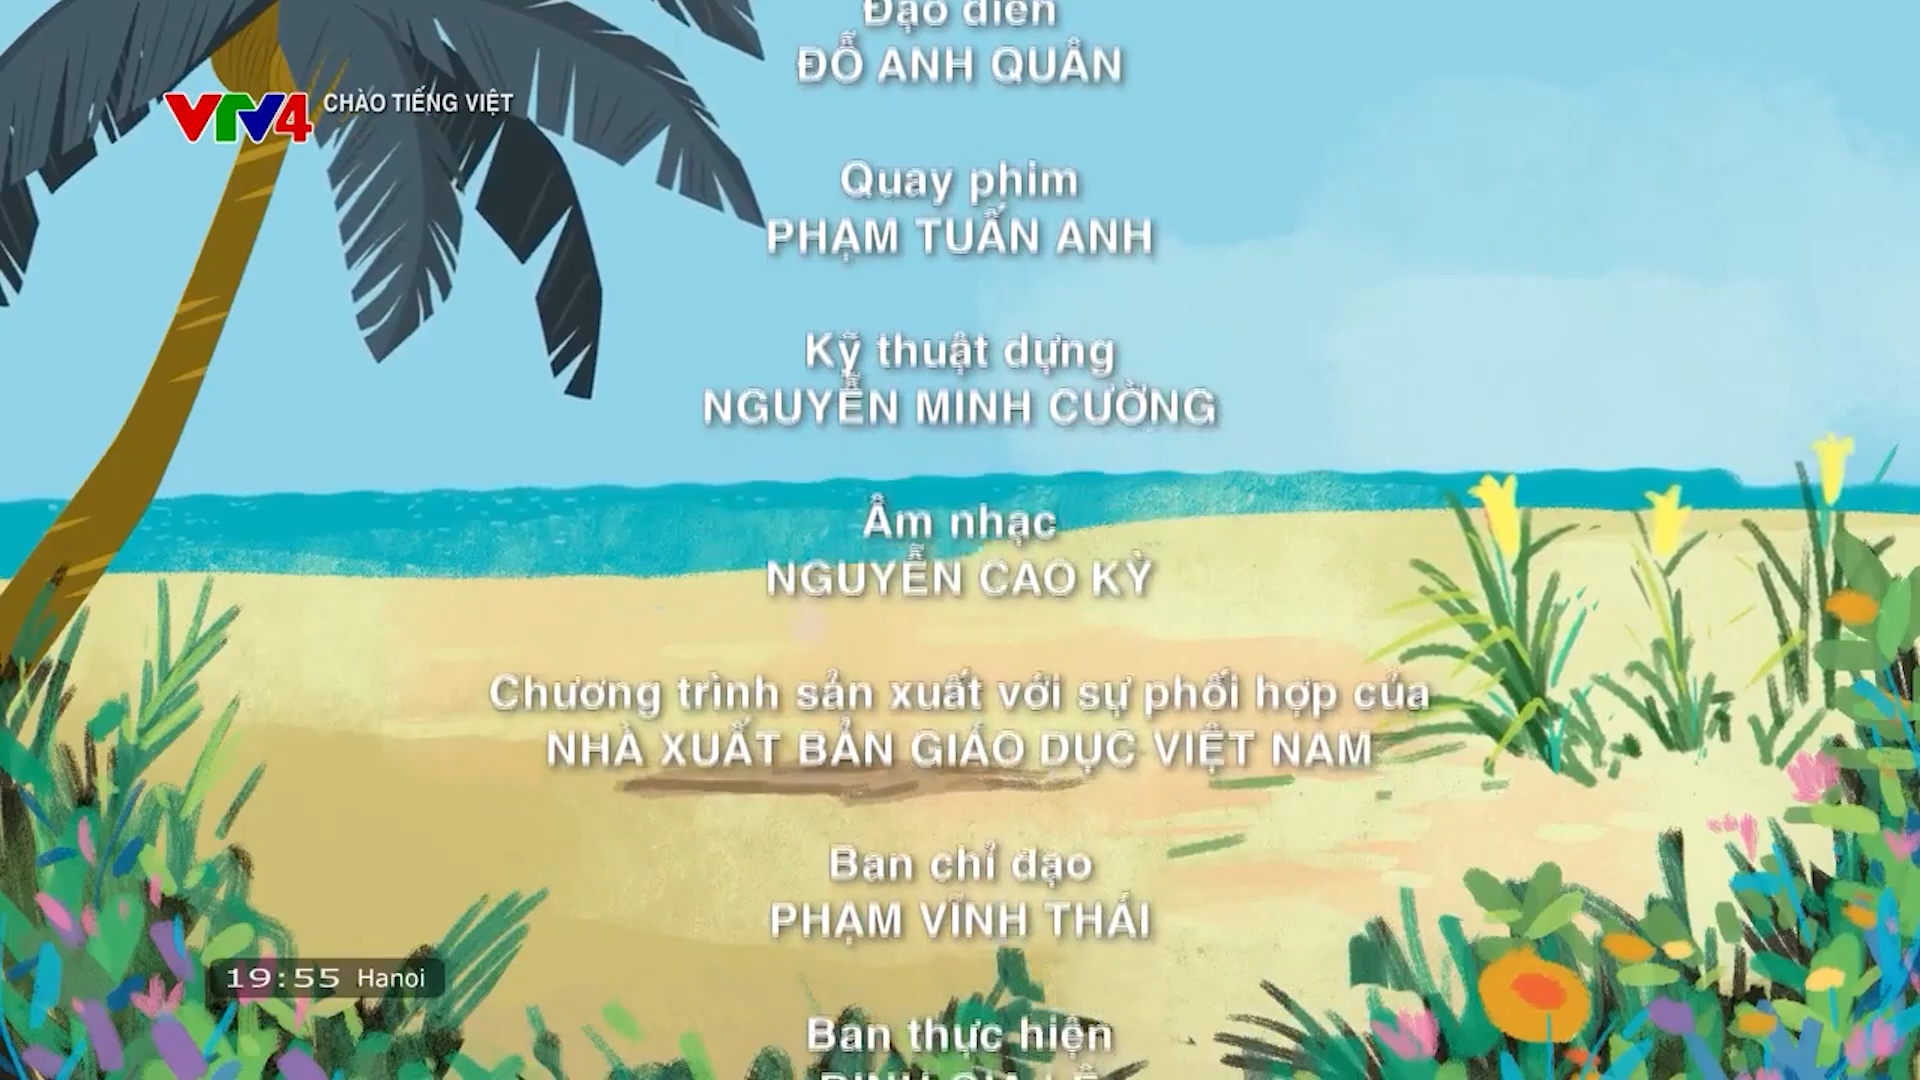 Đạo diễn
ĐỖ ANH QUÂN
VTV4 CHÀO TIẾNG VIỆT
Quay phim
PHẠM TUẤN ANH
Kỹ thuật dựng
NGUYỄN MINH CƯỜNG
Âm nhạc
NGUYỄN CAO KỲ
Chương trình sản xuất với sự phối hợp của
NHÀ XUẤT BẢN GIÁO DỤC VIỆT NAM
Ban chỉ đạo
PHẠM VĨNH THÁI
19:55 Hanoi
Ban thực hiện